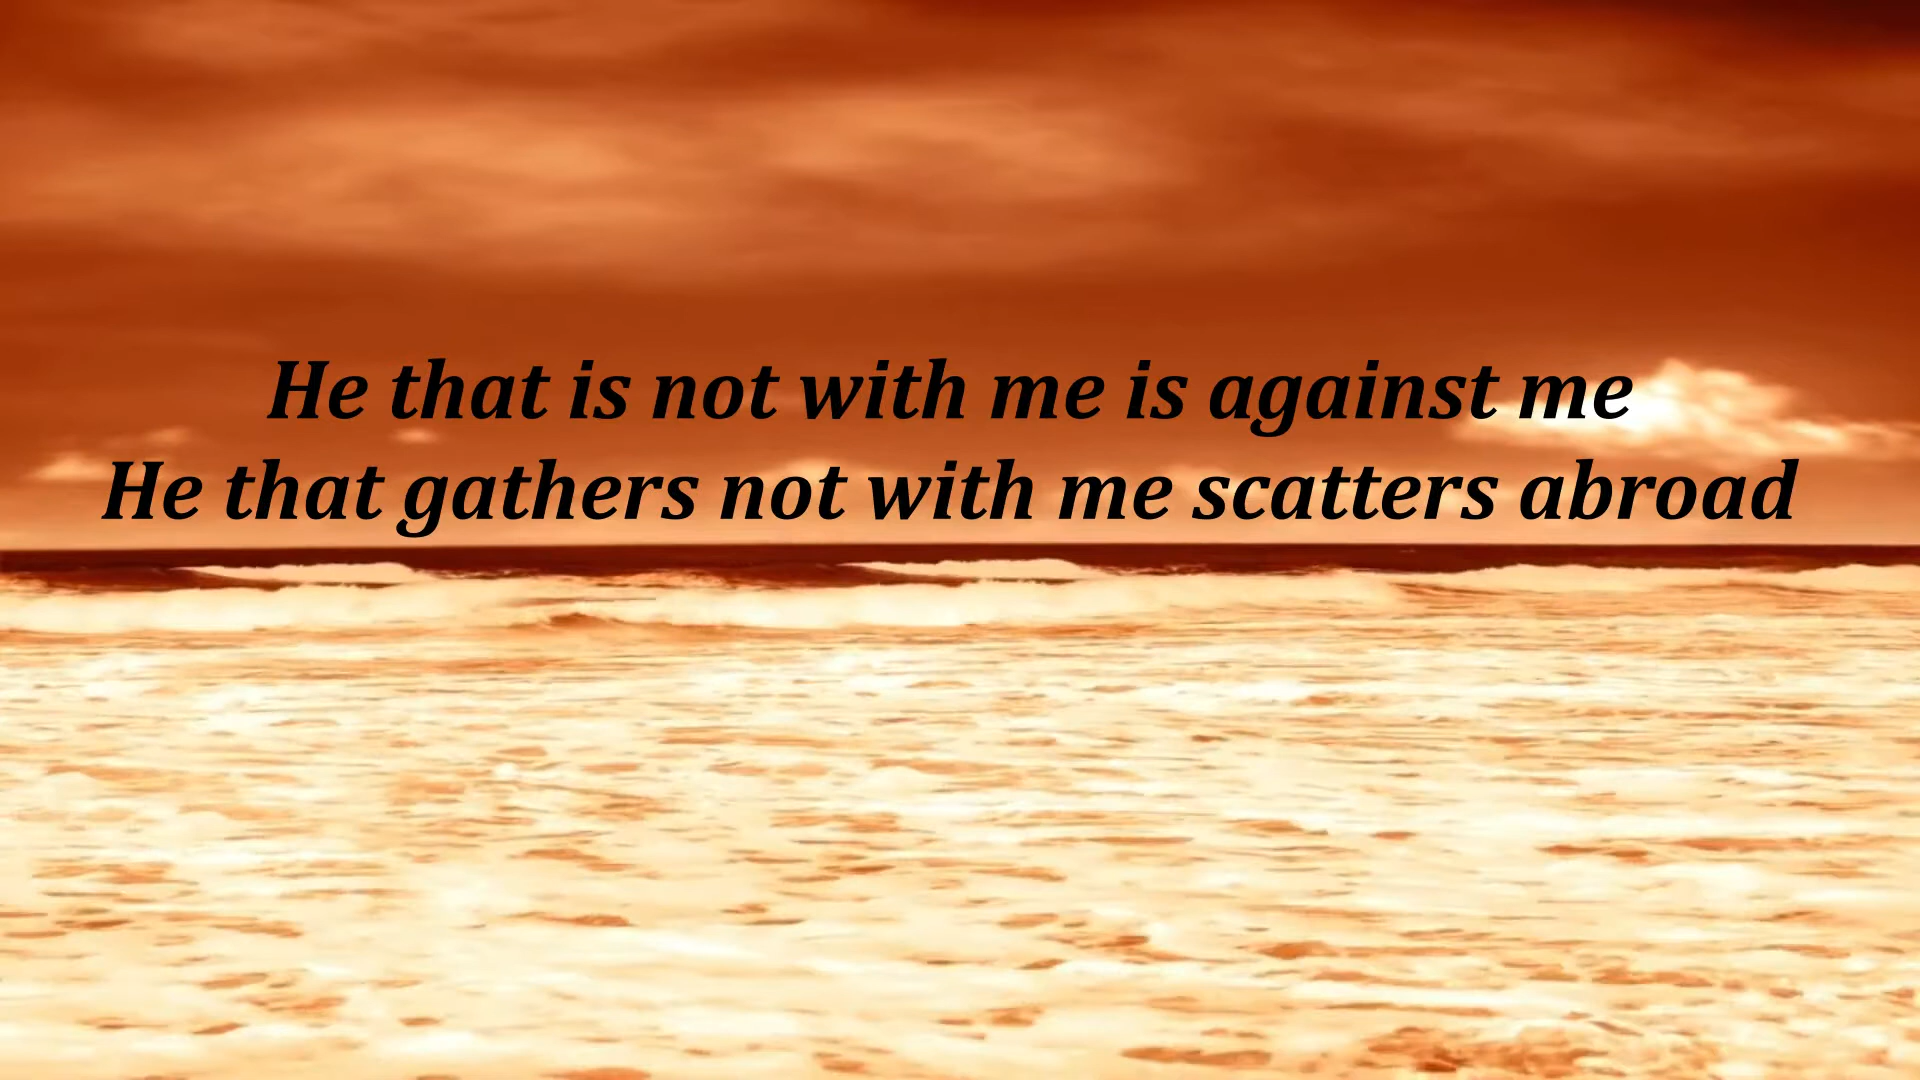 He that is not with me is against me
He that gathers not with me scatters abroad